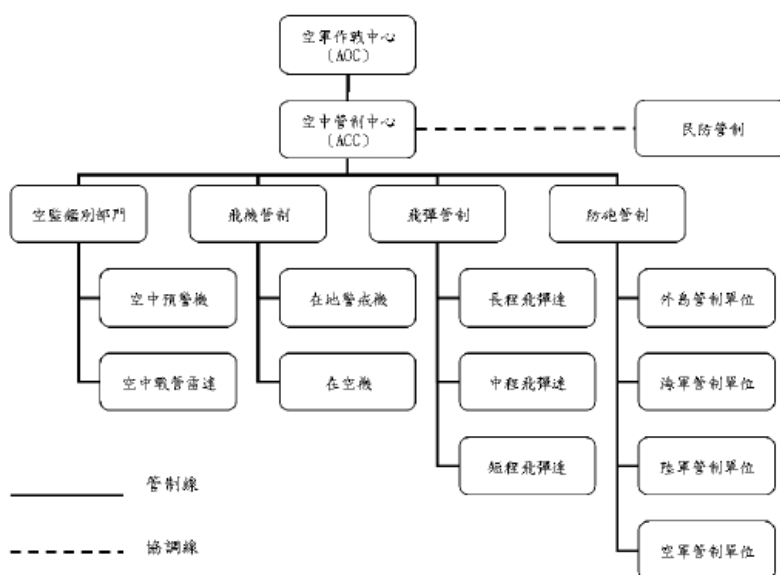 空軍作戰中心
(AOC)
空中管制中心
(ACC)
民防管制
空監鑑別部門
飛機管制
飛彈管制
防砲管制
空中預警機
在地警戒機
長程飛彈連
外島管制單位
空中戰管雷達
在空機
中程飛彈連
海軍管制單位
短程飛彈連
陸軍管制單位
管制線
空軍管制單位
協調線